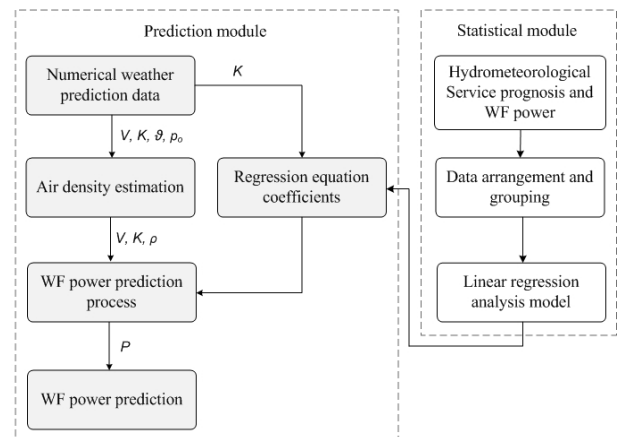 Prediction module
Statistical module
Numerical weather
prediction data
K
Hydrometeorological
Service prognosis and
WF power
V, K, ϑ, pₒ
Air density estimation
Regression equation
coefficients
Data arrangement and
grouping
V, K, ρ
WF power prediction
process
Linear regression
analysis model
P
WF power prediction